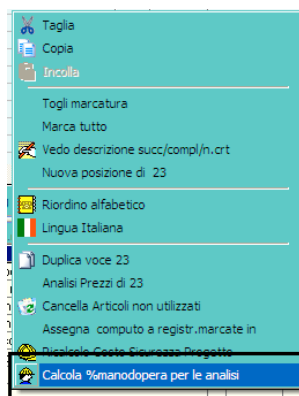 Taglia
Copia
Incolla
Togli marcatura
Marca tutto
Vedo descrizione succ/compl/n.crt
Nuova posizione di 23
Riordino alfabetico
Lingua Italiana
Duplica voce 23
Analisi Prezzi di 23
Cancella Articoli non utilizzati
Assegna computo a registr.marcate in
Ricalcolo Costo Sicurezza Progetto
Calcola %manodopera per le analisi